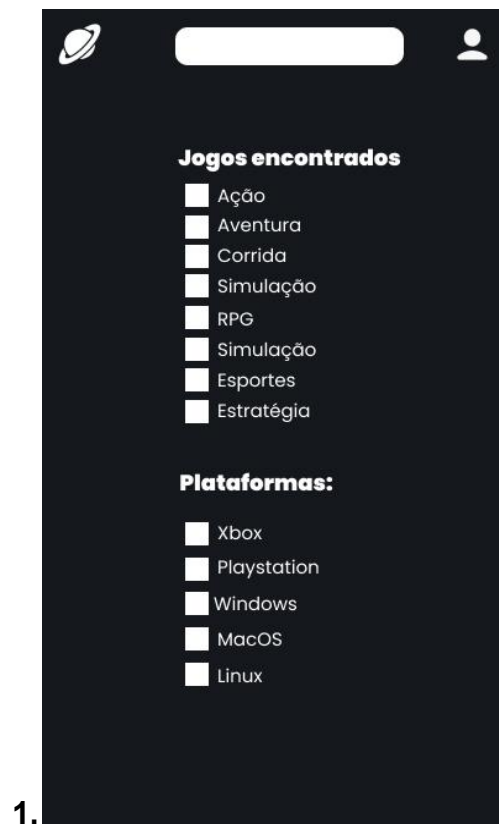 Jogos encontrados
Ação
Aventura
Corrida
Simulação
RPG
Simulação
Esportes
Estratégia
Plataformas:
Xbox
Playstation
Windows
MacOS
Linux
1.